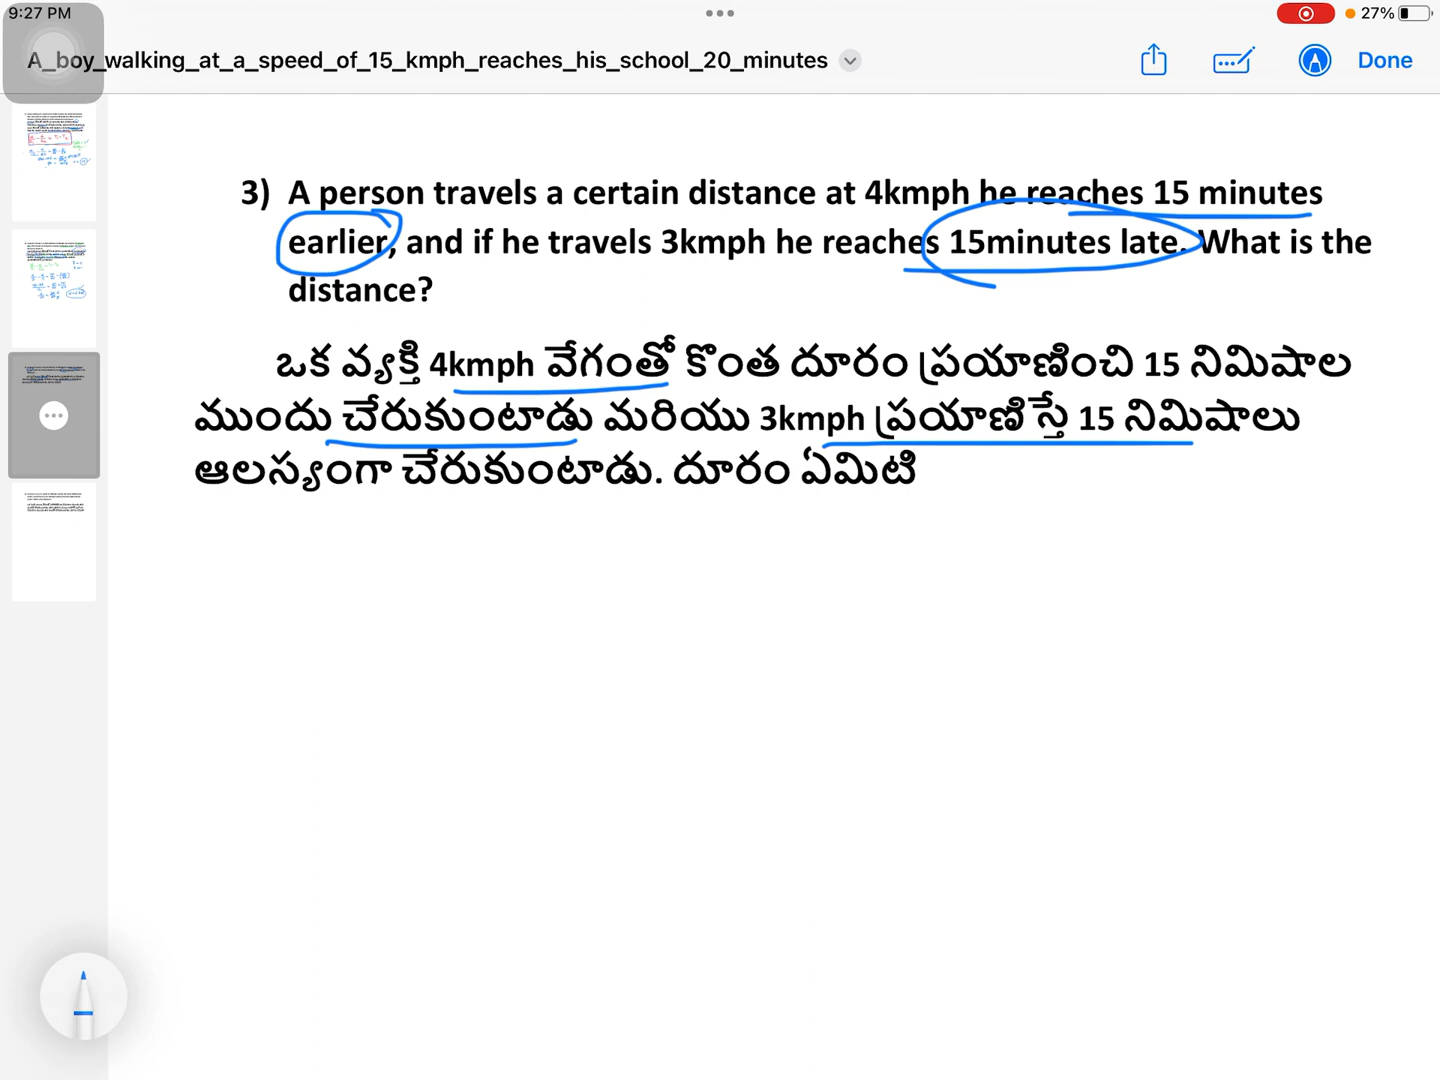 9:27 PM
27%
A_boy_walking_at_a_speed_of_15_kmph_reaches_his_school_20_minutes
Done
3) A person travels a certain distance at 4kmph he reaches 15 minutes
earlier, and if he travels 3kmph he reaches 15minutes late. What is the
distance?
ఒక వ్యక్తి 4kmph వేగంతో కొంత దూరం ప్రయాణించి 15 నిమిషాల
ముందు చేరుకుంటాడు మరియు 3kmph ప్రయాణిస్తే 15 నిమిషాలు
ఆలస్యంగా చేరుకుంటాడు. దూరం ఏమిటి